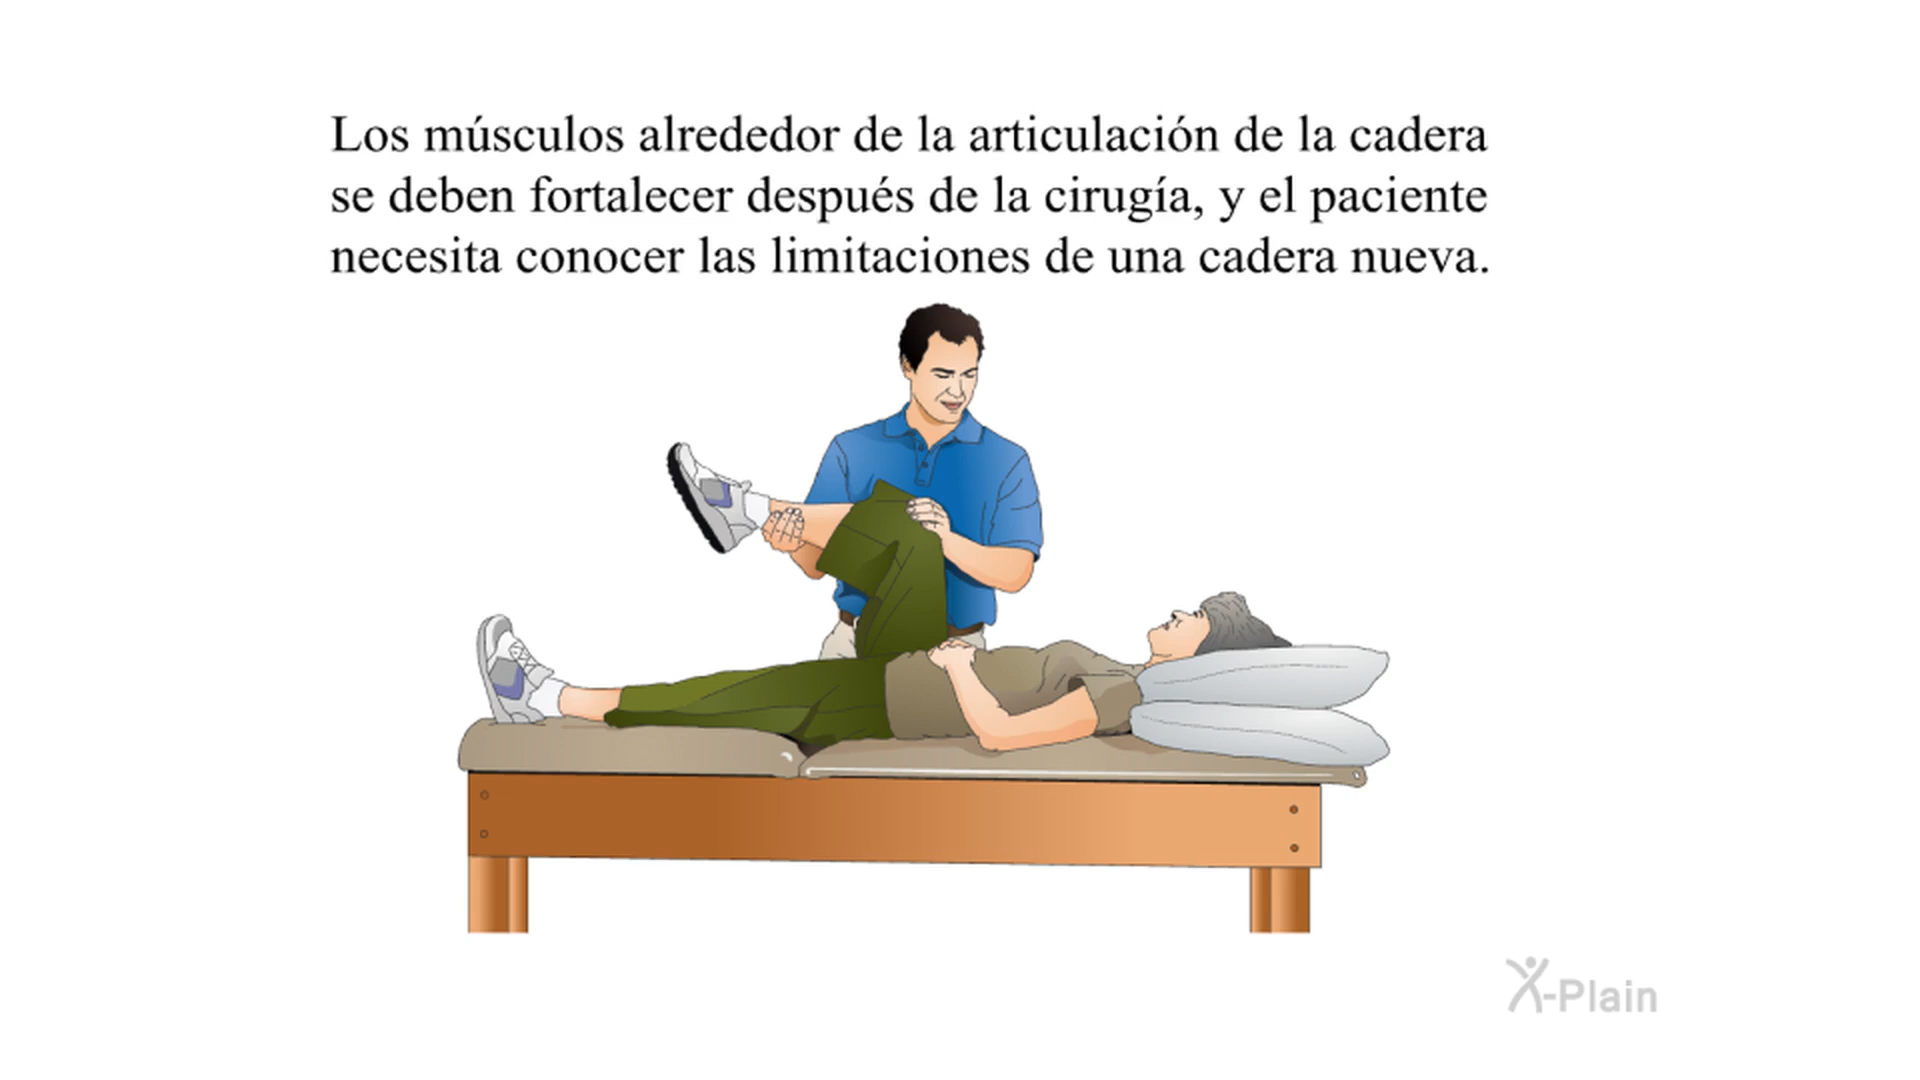 Los músculos alrededor de la articulación de la cadera
se deben fortalecer después de la cirugía, y el paciente
necesita conocer las limitaciones de una cadera nueva.
X-Plain